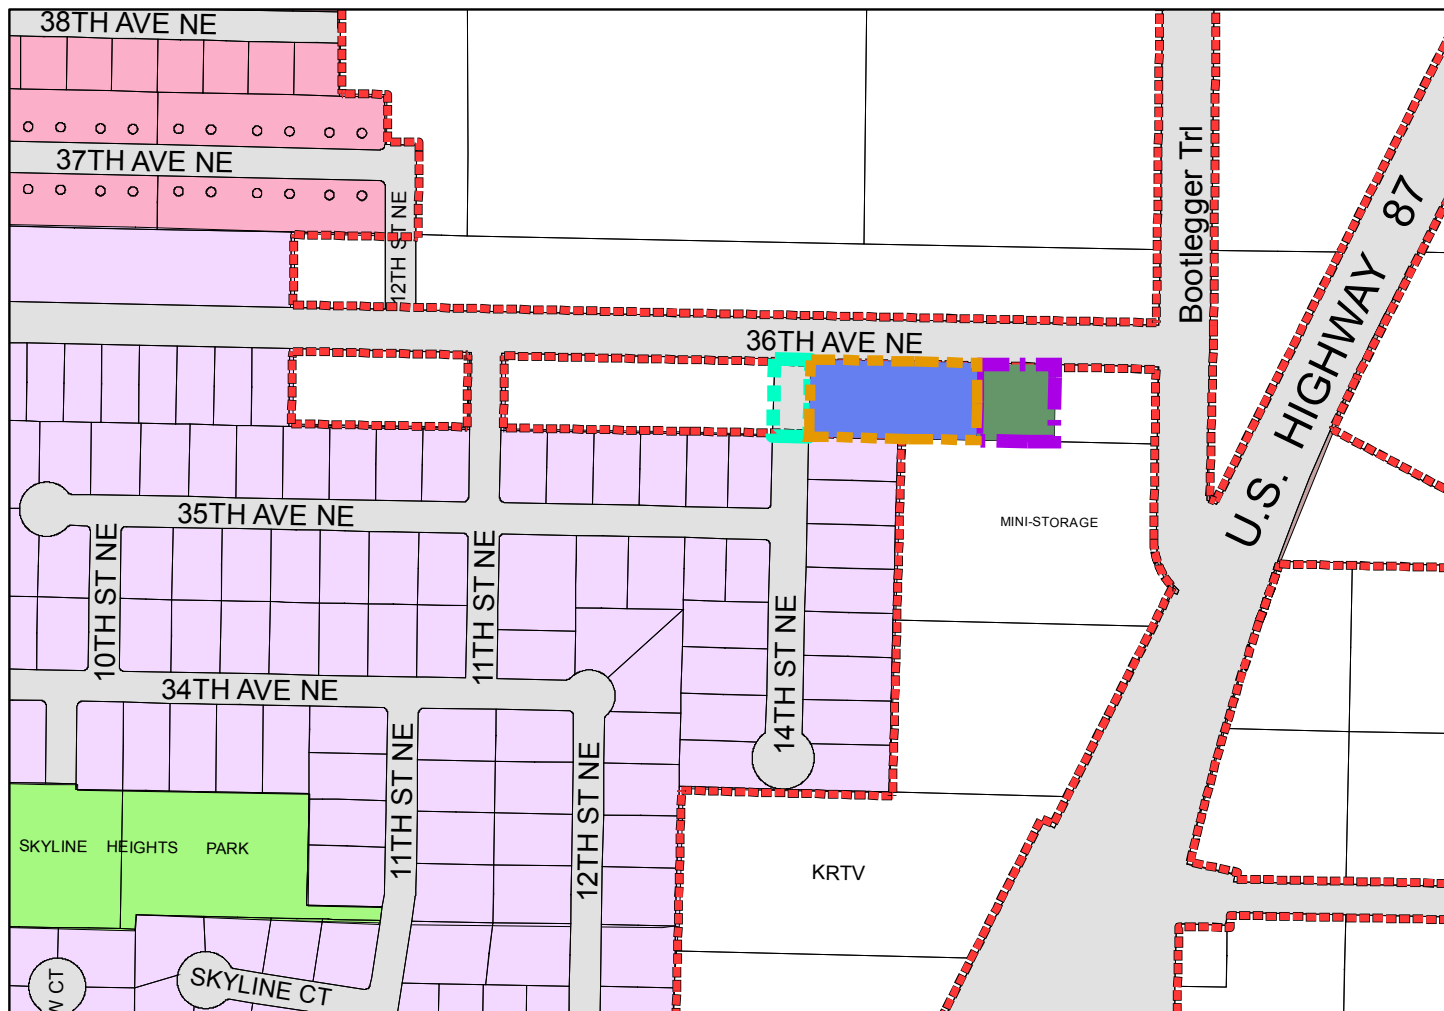 38TH AVE NE
37TH AVE NE
12TH ST NE
Bootlegger Trl
U.S. HIGHWAY 87
36TH AVE NE
35TH AVE NE
MINI-STORAGE
10TH ST NE
11TH ST NE
14TH ST NE
34TH AVE NE
11TH ST NE
12TH ST NE
SKYLINE HEIGHTS PARK
KRTV
SKYLINE CT
W CT